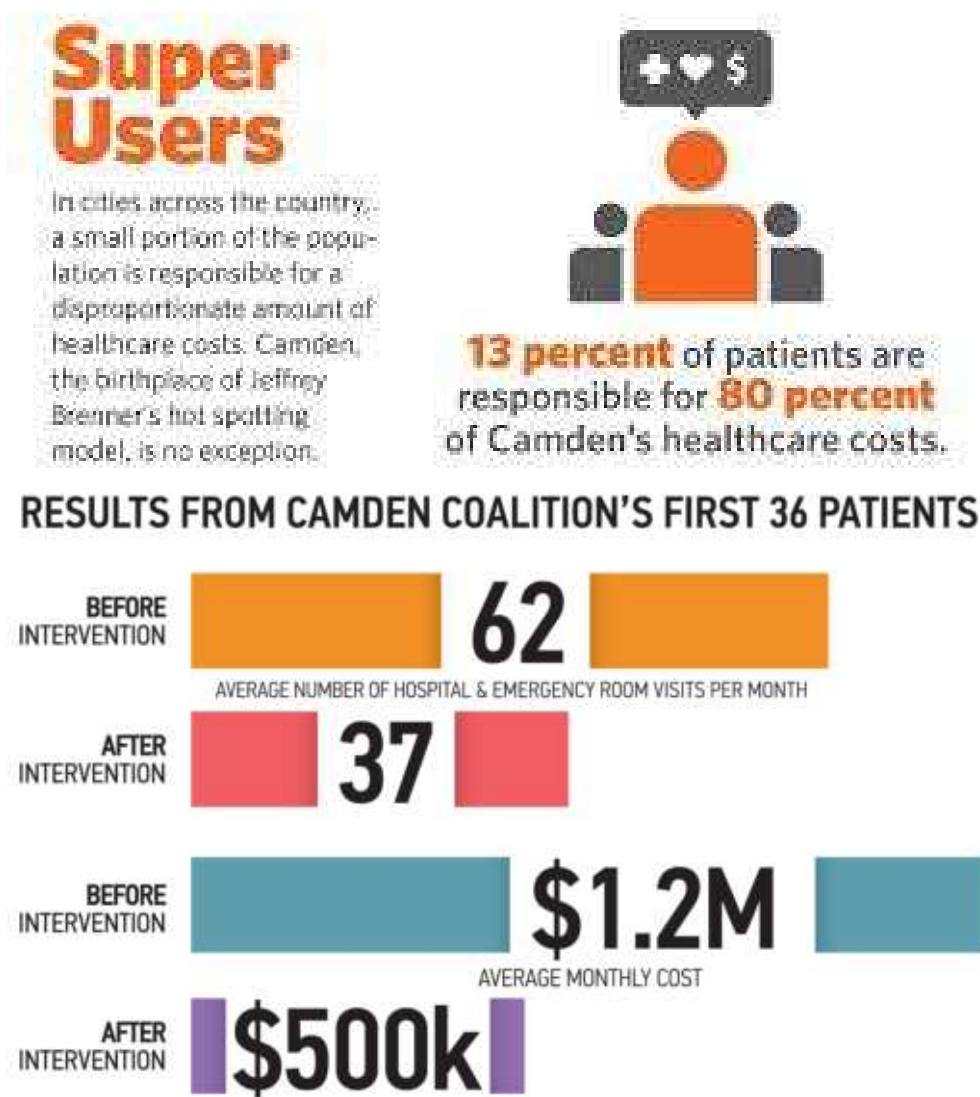 Super
Users
In cities across the country,
a small portion of the popu-
lation is responsible for a
disproportionate amount of
healthcare costs. Camden,
the birthplace of Jeffrey
Brenner's hot spotting
model, is no exception.
$
13 percent of patients are
responsible for 80 percent
of Camden's healthcare costs.
RESULTS FROM CAMDEN COALITION'S FIRST 36 PATIENTS
BEFORE
INTERVENTION
62
AVERAGE NUMBER OF HOSPITAL & EMERGENCY ROOM VISITS PER MONTH
AFTER
INTERVENTION
37
BEFORE
INTERVENTION
$1.2M
AVERAGE MONTHLY COST
AFTER
INTERVENTION
$500k